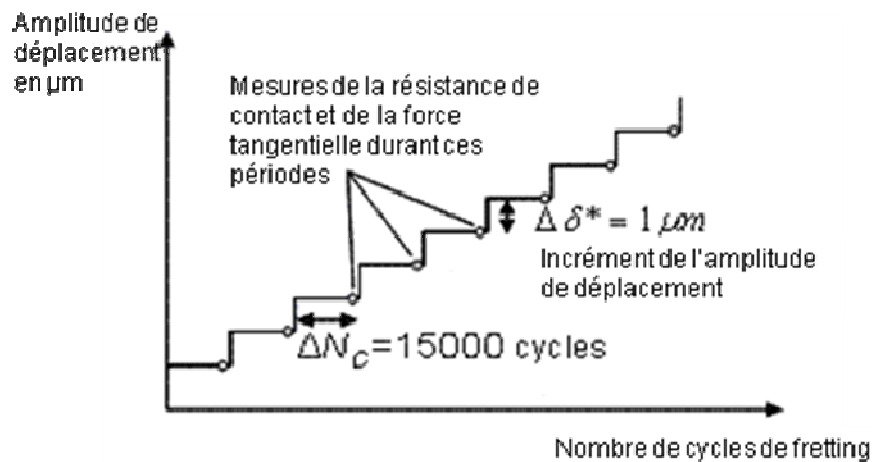 Amplitude de
déplacement
en µm
Mesures de la résistance de
contact et de la force
tangentielle durant ces
périodes
Δ δ* = 1 µm
Incrément de l'amplitude
de déplacement
ΔN_C=15000 cycles
Nombre de cycles de fretting